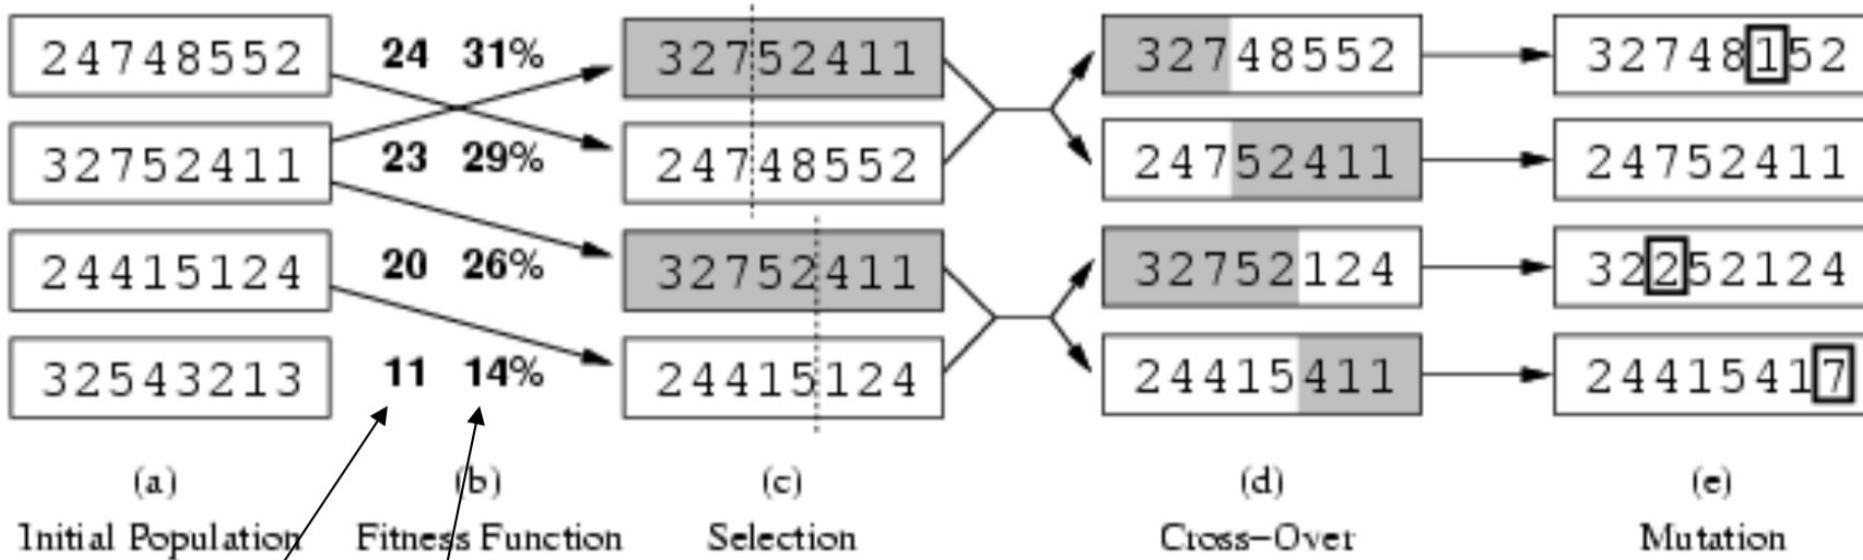 24748552 24 31% 32752411 32748552 32748152
32752411 23 29% 24748552 24752411 24752411
24415124 20 26% 32752411 32752124 32252124
32543213 11 14% 24415124 24415411 24415417
(a) (b) (c) (d) (e)
Initial Population Fitness Function Selection Cross–Over Mutation